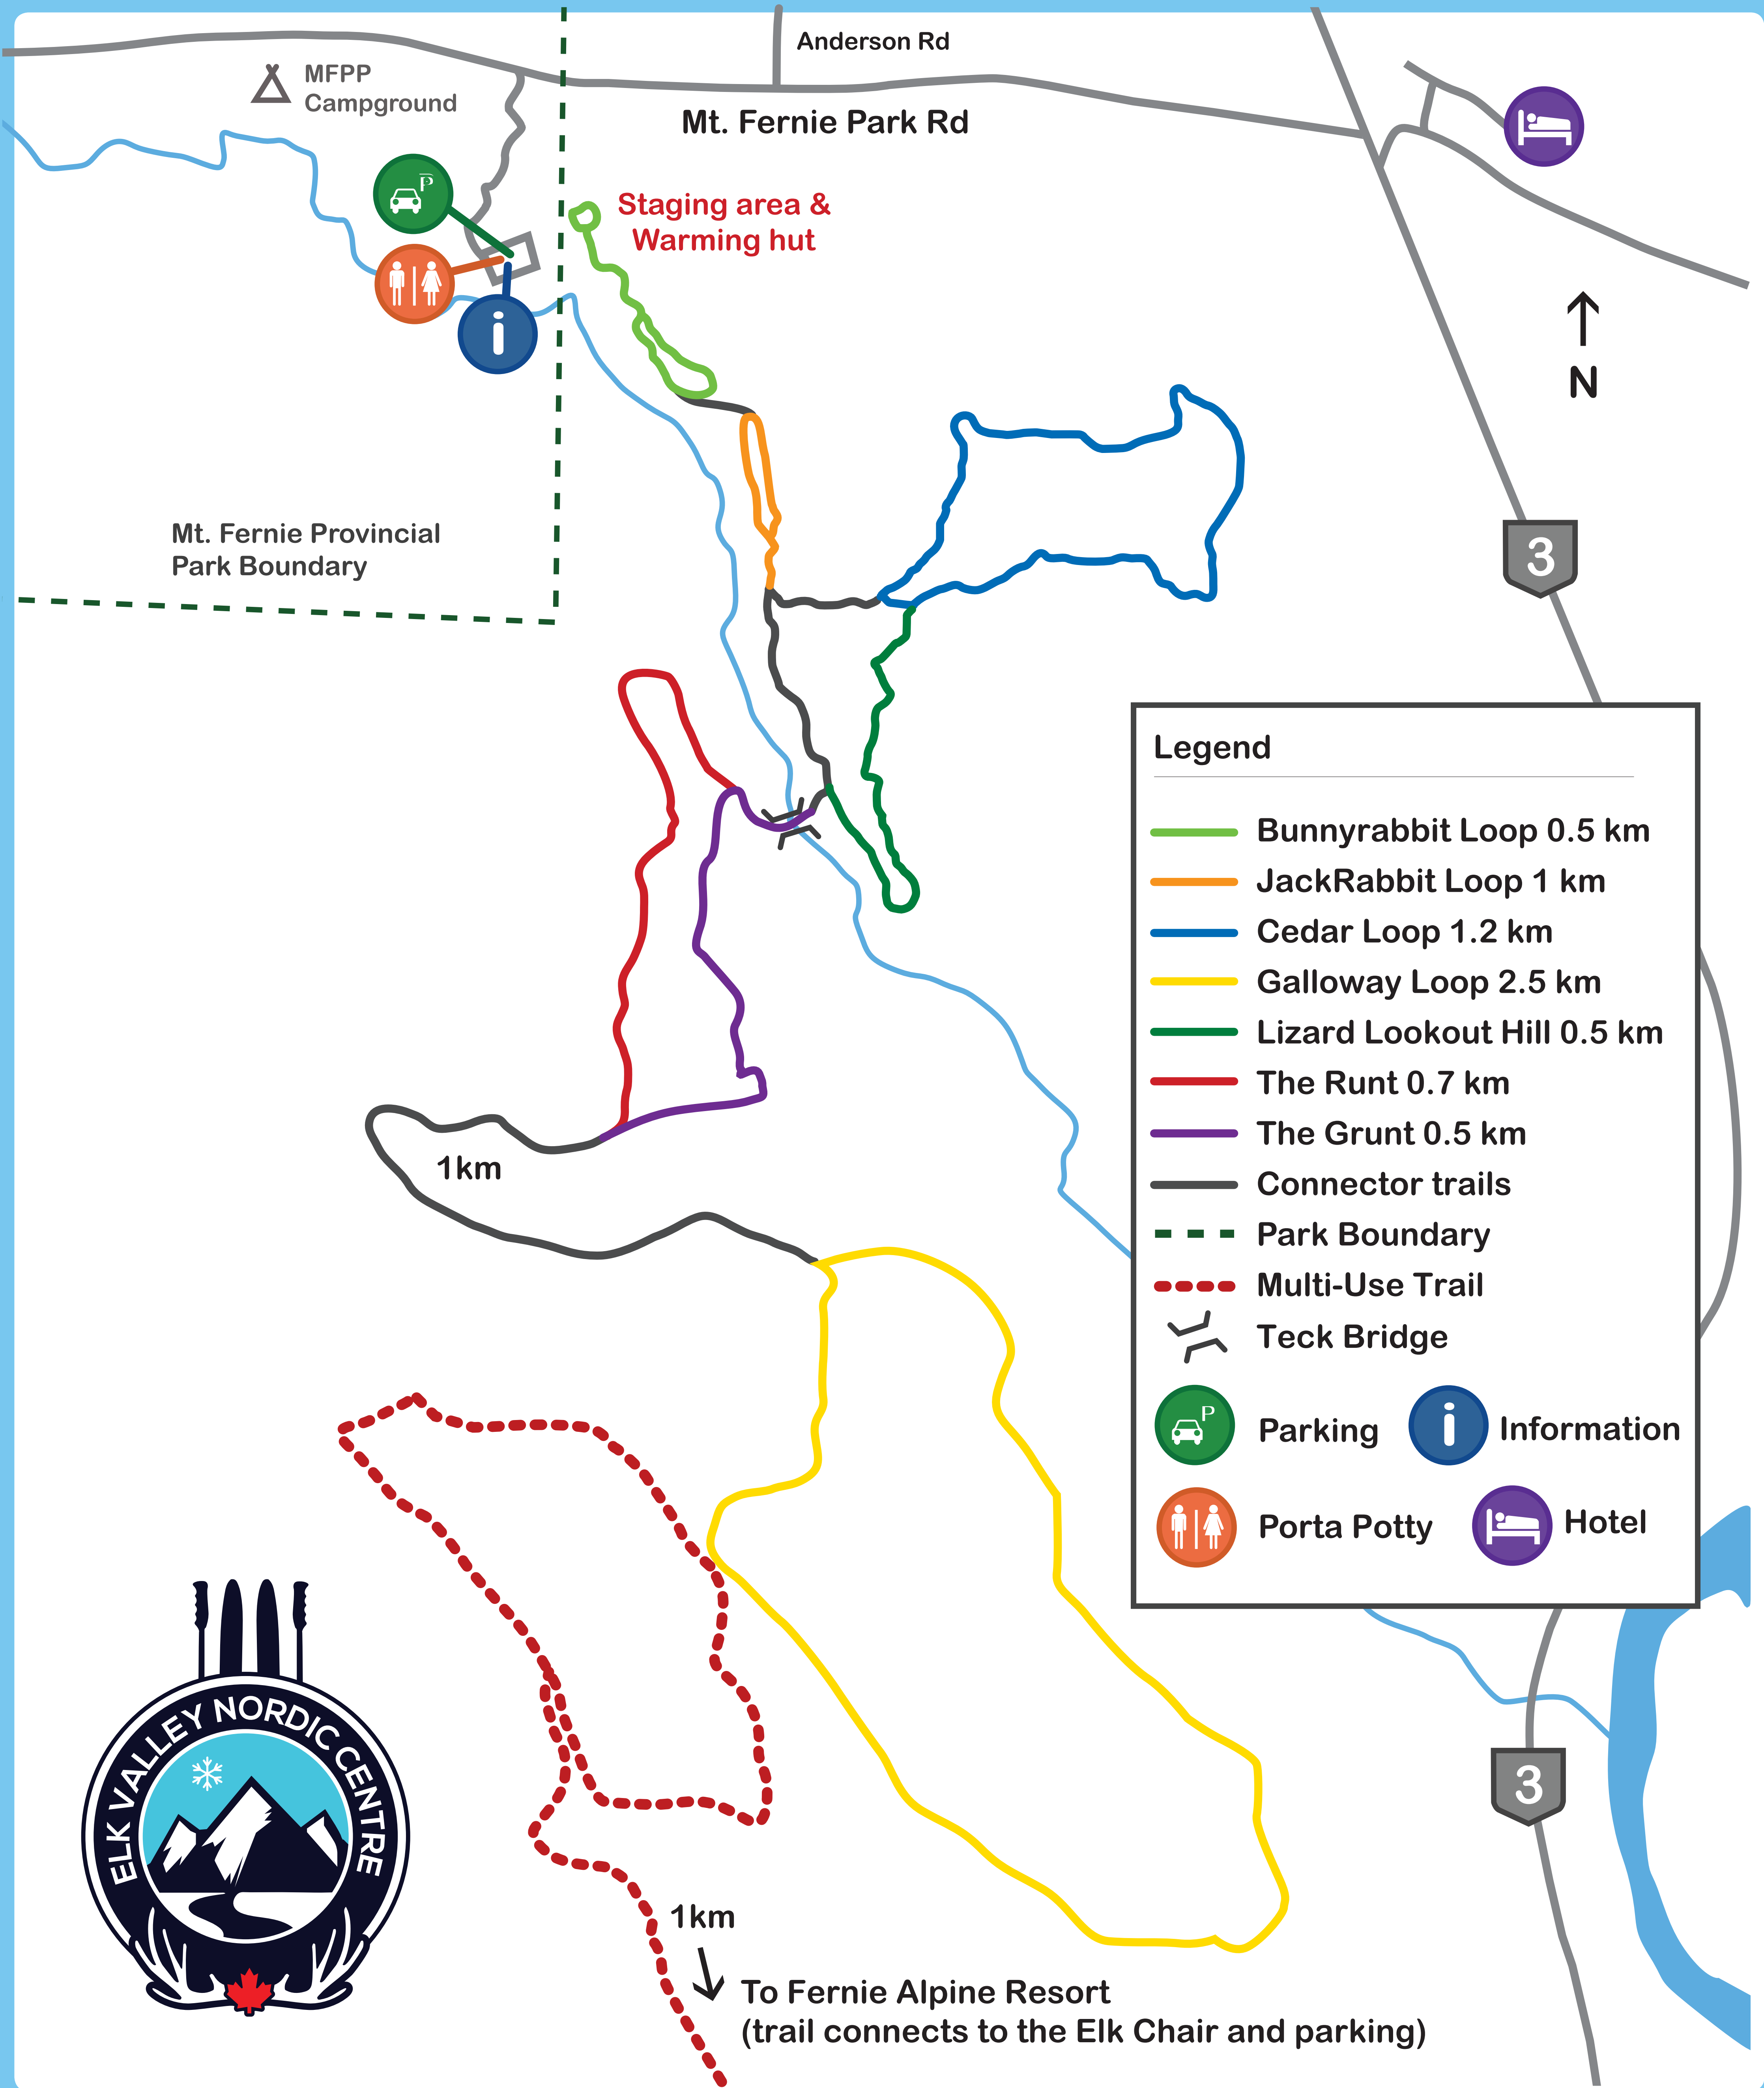 Anderson Rd
MFPP
Campground
Mt. Fernie Park Rd
P
Staging area &
Warming hut
N
Mt. Fernie Provincial
Park Boundary
3
Legend
Bunnyrabbit Loop 0.5 km
JackRabbit Loop 1 km
Cedar Loop 1.2 km
Galloway Loop 2.5 km
Lizard Lookout Hill 0.5 km
The Runt 0.7 km
The Grunt 0.5 km
Connector trails
Park Boundary
Multi-Use Trail
Teck Bridge
P
Parking
Information
Porta Potty
Hotel
1km
ELK VALLEY NORDIC CENTRE
3
1km
To Fernie Alpine Resort
(trail connects to the Elk Chair and parking)